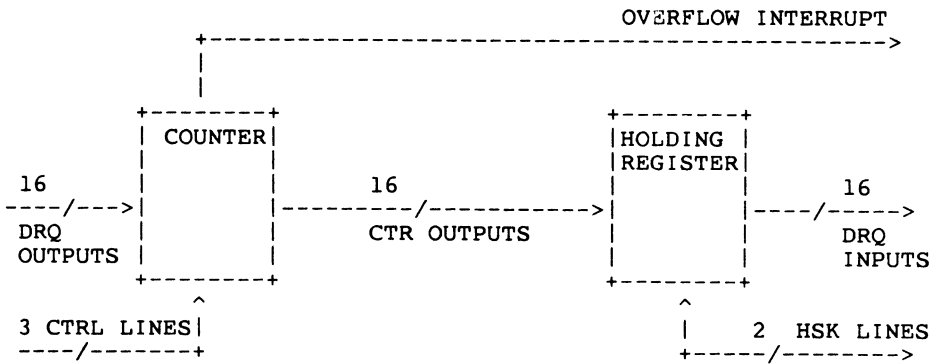 OVERFLOW INTERRUPT
COUNTER
HOLDING
REGISTER
16
16
16
DRQ
OUTPUTS
CTR OUTPUTS
DRQ
INPUTS
3 CTRL LINES
2 HSK LINES